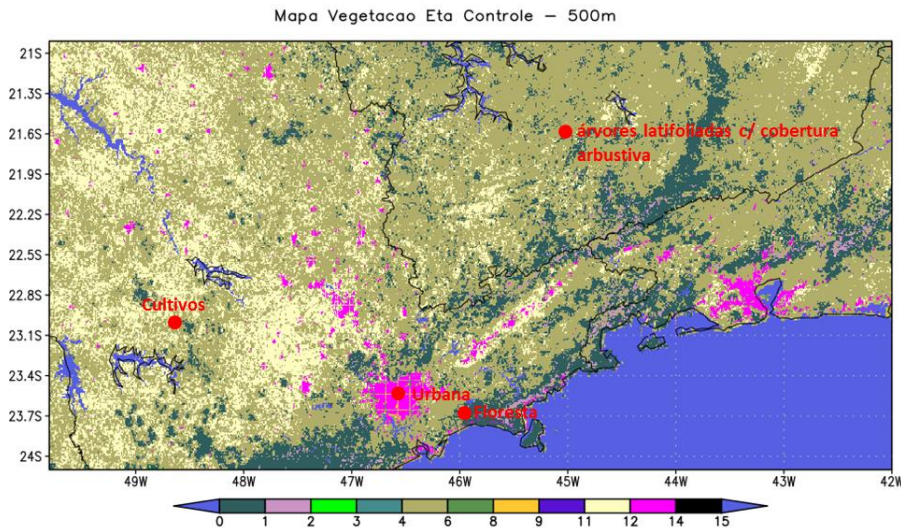 Mapa Vegetacao Eta Controle – 500m
21S
21.3S
21.6S
21.9S
22.2S
22.5S
22.8S
23.1S
23.4S
23.7S
24S
árvores latifoliadas c/ cobertura
arbustiva
Cultivos
Urbana
Floresta
49W 48W 47W 46W 45W 44W 43W 42W
0 1 2 3 4 6 8 9 11 12 14 15